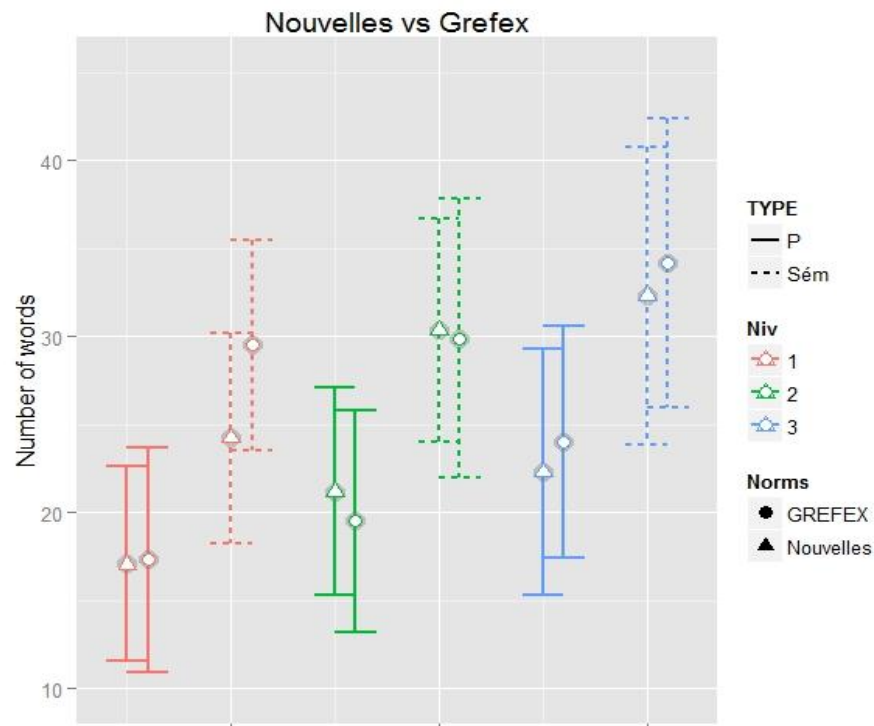 Nouvelles vs Grefex
Number of words
40
30
20
10
TYPE
P
Sém
Niv
1
2
3
Norms
GREFEX
Nouvelles